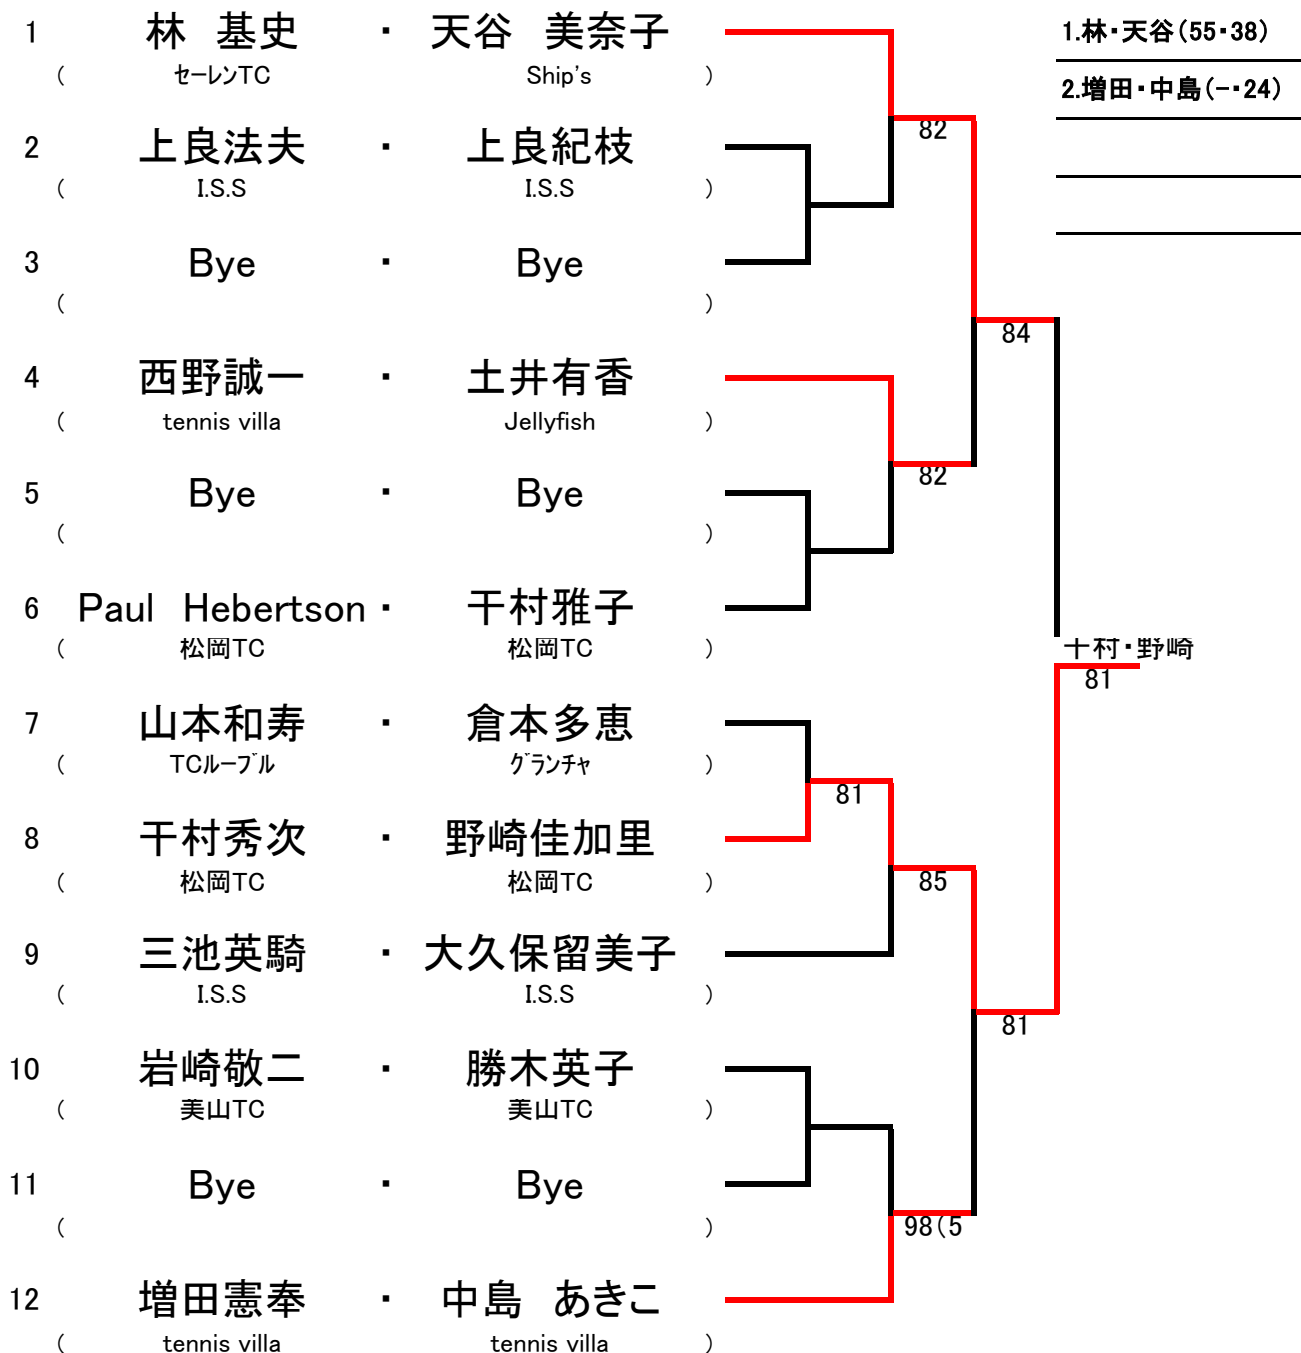 1 林 基史 ・ 天谷 美奈子 1.林・天谷(55・38)
( セーレンTC Ship's )
2.増田・中島(-・24)
82
2 上良法夫 ・ 上良紀枝
( I.S.S I.S.S )
3 Bye ・ Bye
( )
84
4 西野誠一 ・ 土井有香
( tennis villa Jellyfish )
82
5 Bye ・ Bye
( )
6 Paul Hebertson ・ 干村雅子
( 松岡TC 松岡TC ) 干村・野崎
81
7 山本和寿 ・ 倉本多恵
( TCルーブル グランチャ )
81
8 干村秀次 ・ 野崎佳加里
( 松岡TC 松岡TC ) 85
9 三池英騎 ・ 大久保留美子
( I.S.S I.S.S )
81
10 岩崎敬二 ・ 勝木英子
( 美山TC 美山TC )
11 Bye ・ Bye
( ) 98(5
12 増田憲奉 ・ 中島 あきこ
( tennis villa tennis villa )